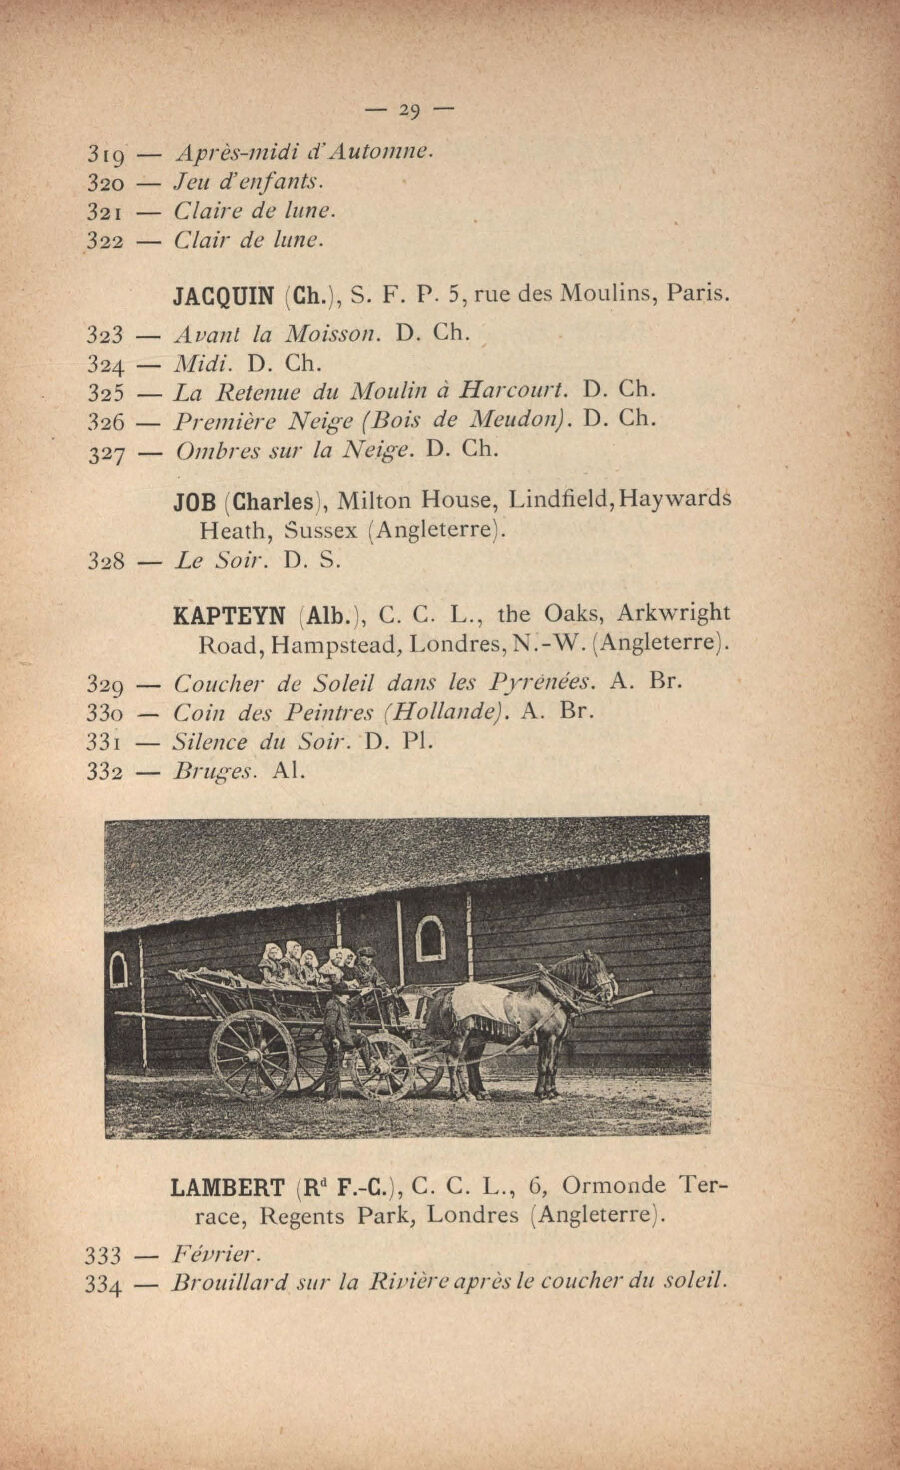 — 29 —
319 — Après-midi d'Automne.
320 — Jeu d'enfants.
321 — Claire de lune.
322 — Clair de lune.
JACQUIN (Ch.), S. F. P. 5, rue des Moulins, Paris.
323 — Avant la Moisson. D. Ch.
324 — Midi. D. Ch.
325 — La Retenue du Moulin à Harcourt. D. Ch.
326 — Première Neige (Bois de Meudon). D. Ch.
327 — Ombres sur la Neige. D. Ch.
JOB (Charles), Milton House, Lindfield, Haywards
Heath, Sussex (Angleterre).
328 — Le Soir. D. S.
KAPTEYN (Alb.), C. C. L., the Oaks, Arkwright
Road, Hampstead, Londres, N.-W. (Angleterre).
329 — Coucher de Soleil dans les Pyrénées. A. Br.
330 — Coin des Peintres (Hollande). A. Br.
331 — Silence du Soir. D. Pl.
332 — Bruges. Al.
LAMBERT (Rd F.-C.), C. C. L., 6, Ormonde Ter-
race, Regents Park, Londres (Angleterre).
333 — Février.
334 — Brouillard sur la Rivière après le coucher du soleil.